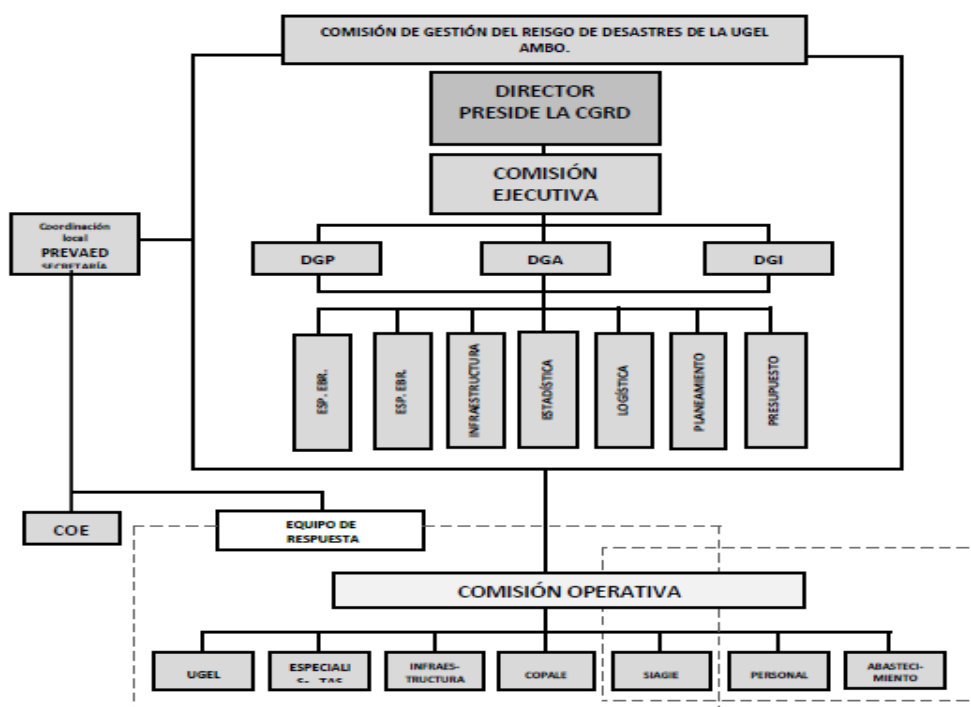 COMISIÓN DE GESTIÓN DEL REISGO DE DESASTRES DE LA UGEL
AMBO.
DIRECTOR
PRESIDE LA CGRD
COMISIÓN
EJECUTIVA
Coordinación
local
PREVAED
SECRETARÍA
DGP
DGA
DGI
ESP. EBR.
ESP. EBR.
INFRAESTRUCTURA
ESTADÍSTICA
LOGÍSTICA
PLANEAMIENTO
PRESUPUESTO
COE
EQUIPO DE
RESPUESTA
COMISIÓN OPERATIVA
UGEL
ESPECIALI
TAS
INFRAES-
TRUCTURA
COPALE
SIAGIE
PERSONAL
ABASTECI-
MIENTO